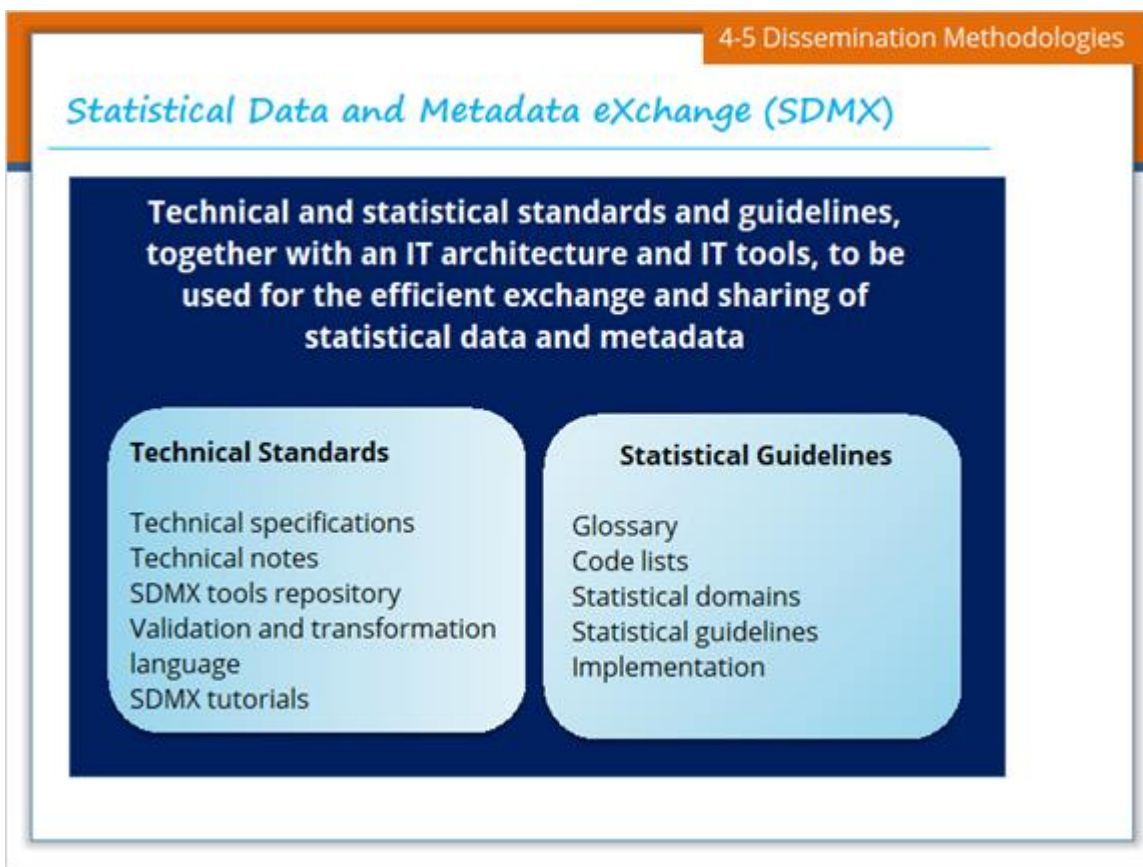 4-5 Dissemination Methodologies
Statistical Data and Metadata eXchange (SDMX)
Technical and statistical standards and guidelines,
together with an IT architecture and IT tools, to be
used for the efficient exchange and sharing of
statistical data and metadata
Technical Standards
Technical specifications
Technical notes
SDMX tools repository
Validation and transformation
language
SDMX tutorials
Statistical Guidelines
Glossary
Code lists
Statistical domains
Statistical guidelines
Implementation